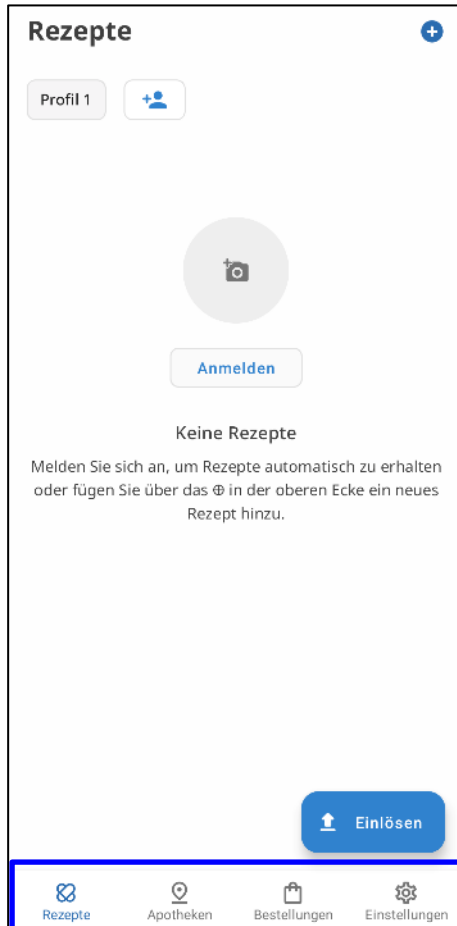 Rezepte
Profil 1
Anmelden
Keine Rezepte
Melden Sie sich an, um Rezepte automatisch zu erhalten
oder fügen Sie über das ⊕ in der oberen Ecke ein neues
Rezept hinzu.
Einlösen
Rezepte Apotheken Bestellungen Einstellungen